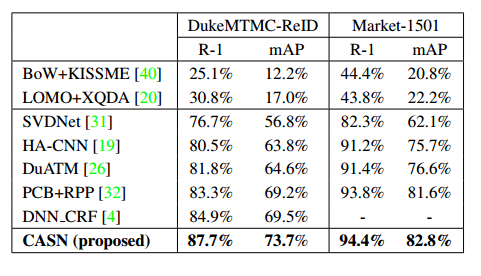 DukeMTMC-ReID Market-1501
R-1 mAP R-1 mAP
BoW+KISSME [40] 25.1% 12.2% 44.4% 20.8%
LOMO+XQDA [20] 30.8% 17.0% 43.8% 22.2%
SVDNet [31] 76.7% 56.8% 82.3% 62.1%
HA-CNN [19] 80.5% 63.8% 91.2% 75.7%
DuATM [26] 81.8% 64.6% 91.4% 76.6%
PCB+RPP [32] 83.3% 69.2% 93.8% 81.6%
DNN_CRF [4] 84.9% 69.5% - -
CASN (proposed) 87.7% 73.7% 94.4% 82.8%